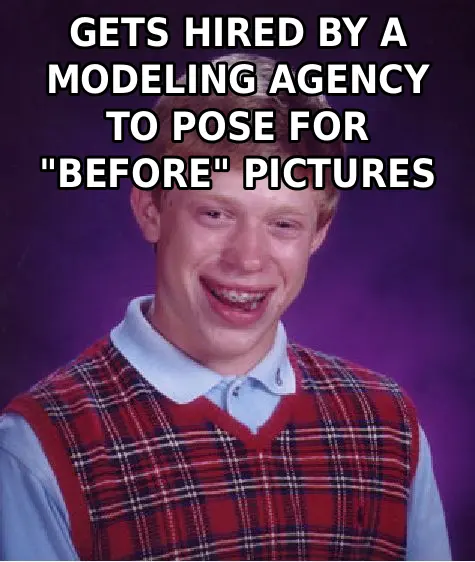 GETS HIRED BY A
MODELING AGENCY
TO POSE FOR
"BEFORE" PICTURES